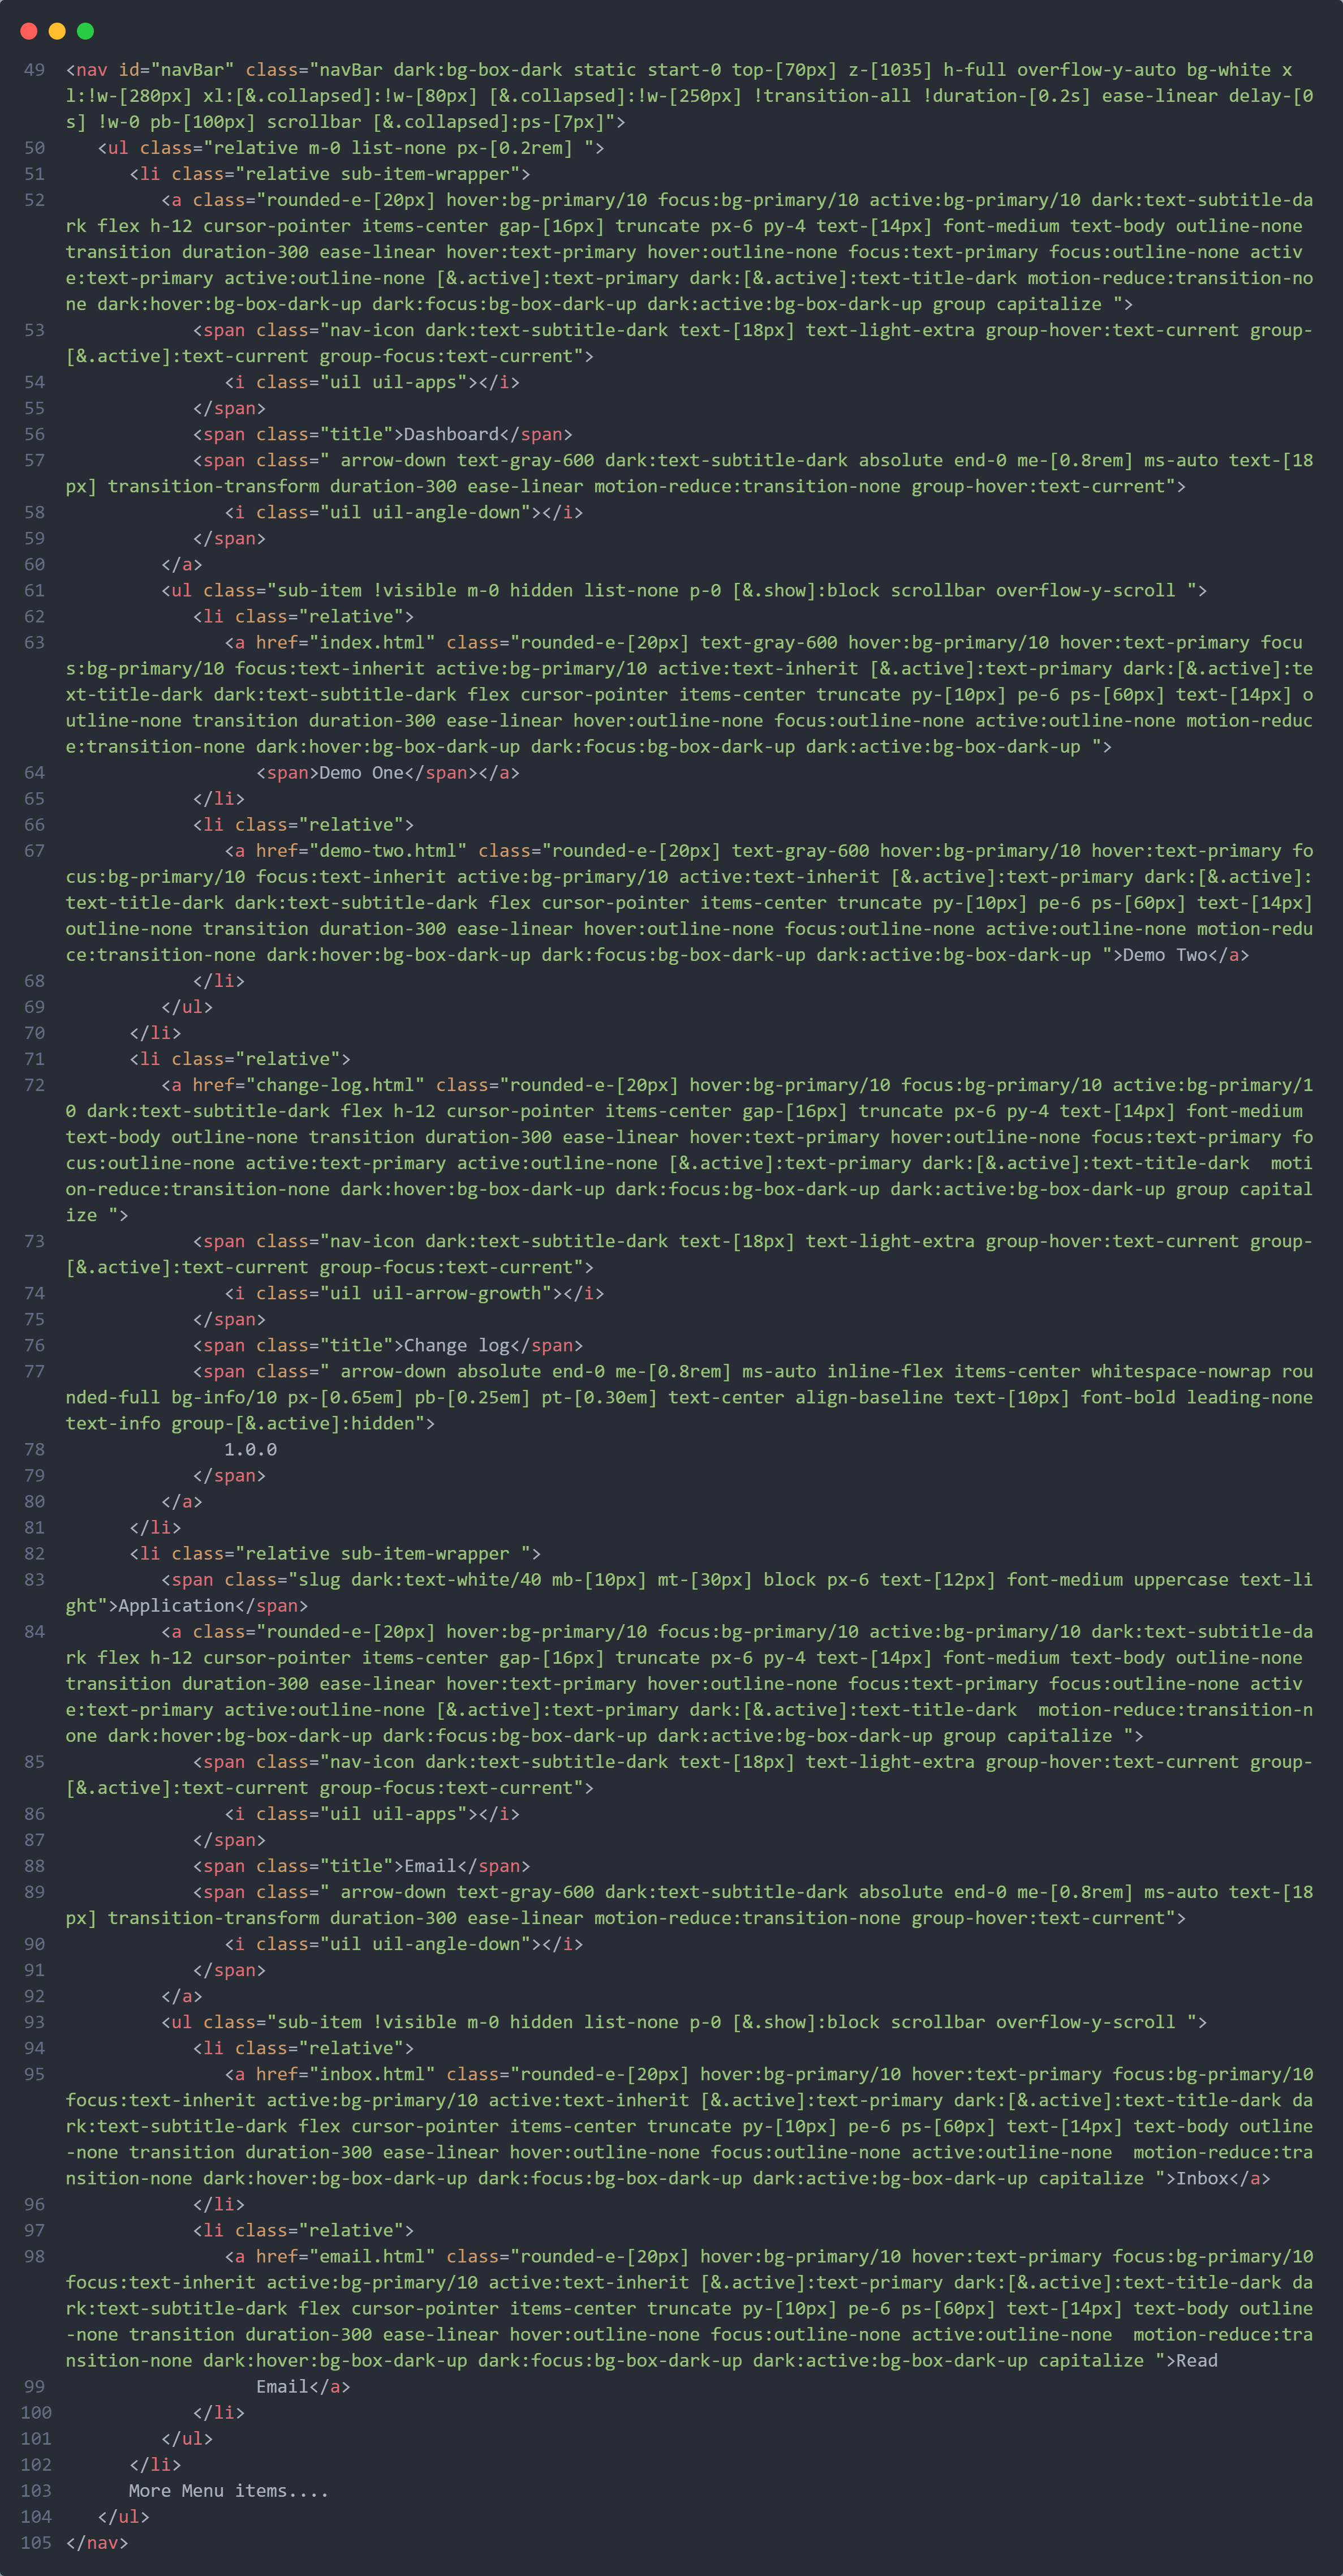 49 <nav id="navBar" class="navBar dark:bg-box-dark static start-0 top-[70px] z-[1035] h-full overflow-y-auto bg-white x
l:!w-[280px] xl:[&.collapsed]:!w-[80px] [&.collapsed]:!w-[250px] !transition-all !duration-[0.2s] ease-linear delay-[0
s] !w-0 pb-[100px] scrollbar [&.collapsed]:ps-[7px]">
50 <ul class="relative m-0 list-none px-[0.2rem] ">
51 <li class="relative sub-item-wrapper">
52 <a class="rounded-e-[20px] hover:bg-primary/10 focus:bg-primary/10 active:bg-primary/10 dark:text-subtitle-da
rk flex h-12 cursor-pointer items-center gap-[16px] truncate px-6 py-4 text-[14px] font-medium text-body outline-none
transition duration-300 ease-linear hover:text-primary hover:outline-none focus:text-primary focus:outline-none activ
e:text-primary active:outline-none [&.active]:text-primary dark:[&.active]:text-title-dark motion-reduce:transition-no
ne dark:hover:bg-box-dark-up dark:focus:bg-box-dark-up dark:active:bg-box-dark-up group capitalize ">
53 <span class="nav-icon dark:text-subtitle-dark text-[18px] text-light-extra group-hover:text-current group-
[&.active]:text-current group-focus:text-current">
54 <i class="uil uil-apps"></i>
55 </span>
56 <span class="title">Dashboard</span>
57 <span class=" arrow-down text-gray-600 dark:text-subtitle-dark absolute end-0 me-[0.8rem] ms-auto text-[18
px] transition-transform duration-300 ease-linear motion-reduce:transition-none group-hover:text-current">
58 <i class="uil uil-angle-down"></i>
59 </span>
60 </a>
61 <ul class="sub-item !visible m-0 hidden list-none p-0 [&.show]:block scrollbar overflow-y-scroll ">
62 <li class="relative">
63 <a href="index.html" class="rounded-e-[20px] text-gray-600 hover:bg-primary/10 hover:text-primary focu
s:bg-primary/10 focus:text-inherit active:bg-primary/10 active:text-inherit [&.active]:text-primary dark:[&.active]:te
xt-title-dark dark:text-subtitle-dark flex cursor-pointer items-center truncate py-[10px] pe-6 ps-[60px] text-[14px] o
utline-none transition duration-300 ease-linear hover:outline-none focus:outline-none active:outline-none motion-reduc
e:transition-none dark:hover:bg-box-dark-up dark:focus:bg-box-dark-up dark:active:bg-box-dark-up ">
64 <span>Demo One</span></a>
65 </li>
66 <li class="relative">
67 <a href="demo-two.html" class="rounded-e-[20px] text-gray-600 hover:bg-primary/10 hover:text-primary fo
cus:bg-primary/10 focus:text-inherit active:bg-primary/10 active:text-inherit [&.active]:text-primary dark:[&.active]:
text-title-dark dark:text-subtitle-dark flex cursor-pointer items-center truncate py-[10px] pe-6 ps-[60px] text-[14px]
outline-none transition duration-300 ease-linear hover:outline-none focus:outline-none active:outline-none motion-redu
ce:transition-none dark:hover:bg-box-dark-up dark:focus:bg-box-dark-up dark:active:bg-box-dark-up ">Demo Two</a>
68 </li>
69 </ul>
70 </li>
71 <li class="relative">
72 <a href="change-log.html" class="rounded-e-[20px] hover:bg-primary/10 focus:bg-primary/10 active:bg-primary/1
0 dark:text-subtitle-dark flex h-12 cursor-pointer items-center gap-[16px] truncate px-6 py-4 text-[14px] font-medium
text-body outline-none transition duration-300 ease-linear hover:text-primary hover:outline-none focus:text-primary fo
cus:outline-none active:text-primary active:outline-none [&.active]:text-primary dark:[&.active]:text-title-dark  moti
on-reduce:transition-none dark:hover:bg-box-dark-up dark:focus:bg-box-dark-up dark:active:bg-box-dark-up group capital
ize ">
73 <span class="nav-icon dark:text-subtitle-dark text-[18px] text-light-extra group-hover:text-current group-
[&.active]:text-current group-focus:text-current">
74 <i class="uil uil-arrow-growth"></i>
75 </span>
76 <span class="title">Change log</span>
77 <span class=" arrow-down absolute end-0 me-[0.8rem] ms-auto inline-flex items-center whitespace-nowrap rou
nded-full bg-info/10 px-[0.65em] pb-[0.25em] pt-[0.30em] text-center align-baseline text-[10px] font-bold leading-none
text-info group-[&.active]:hidden">
78 1.0.0
79 </span>
80 </a>
81 </li>
82 <li class="relative sub-item-wrapper ">
83 <span class="slug dark:text-white/40 mb-[10px] mt-[30px] block px-6 text-[12px] font-medium uppercase text-li
ght">Application</span>
84 <a class="rounded-e-[20px] hover:bg-primary/10 focus:bg-primary/10 active:bg-primary/10 dark:text-subtitle-da
rk flex h-12 cursor-pointer items-center gap-[16px] truncate px-6 py-4 text-[14px] font-medium text-body outline-none
transition duration-300 ease-linear hover:text-primary hover:outline-none focus:text-primary focus:outline-none activ
e:text-primary active:outline-none [&.active]:text-primary dark:[&.active]:text-title-dark  motion-reduce:transition-n
one dark:hover:bg-box-dark-up dark:focus:bg-box-dark-up dark:active:bg-box-dark-up group capitalize ">
85 <span class="nav-icon dark:text-subtitle-dark text-[18px] text-light-extra group-hover:text-current group-
[&.active]:text-current group-focus:text-current">
86 <i class="uil uil-apps"></i>
87 </span>
88 <span class="title">Email</span>
89 <span class=" arrow-down text-gray-600 dark:text-subtitle-dark absolute end-0 me-[0.8rem] ms-auto text-[18
px] transition-transform duration-300 ease-linear motion-reduce:transition-none group-hover:text-current">
90 <i class="uil uil-angle-down"></i>
91 </span>
92 </a>
93 <ul class="sub-item !visible m-0 hidden list-none p-0 [&.show]:block scrollbar overflow-y-scroll ">
94 <li class="relative">
95 <a href="inbox.html" class="rounded-e-[20px] hover:bg-primary/10 hover:text-primary focus:bg-primary/10
focus:text-inherit active:bg-primary/10 active:text-inherit [&.active]:text-primary dark:[&.active]:text-title-dark da
rk:text-subtitle-dark flex cursor-pointer items-center truncate py-[10px] pe-6 ps-[60px] text-[14px] text-body outline
-none transition duration-300 ease-linear hover:outline-none focus:outline-none active:outline-none  motion-reduce:tra
nsition-none dark:hover:bg-box-dark-up dark:focus:bg-box-dark-up dark:active:bg-box-dark-up capitalize ">Inbox</a>
96 </li>
97 <li class="relative">
98 <a href="email.html" class="rounded-e-[20px] hover:bg-primary/10 hover:text-primary focus:bg-primary/10
focus:text-inherit active:bg-primary/10 active:text-inherit [&.active]:text-primary dark:[&.active]:text-title-dark da
rk:text-subtitle-dark flex cursor-pointer items-center truncate py-[10px] pe-6 ps-[60px] text-[14px] text-body outline
-none transition duration-300 ease-linear hover:outline-none focus:outline-none active:outline-none  motion-reduce:tra
nsition-none dark:hover:bg-box-dark-up dark:focus:bg-box-dark-up dark:active:bg-box-dark-up capitalize ">Read
99 Email</a>
100 </li>
101 </ul>
102 </li>
103 More Menu items....
104 </ul>
105 </nav>